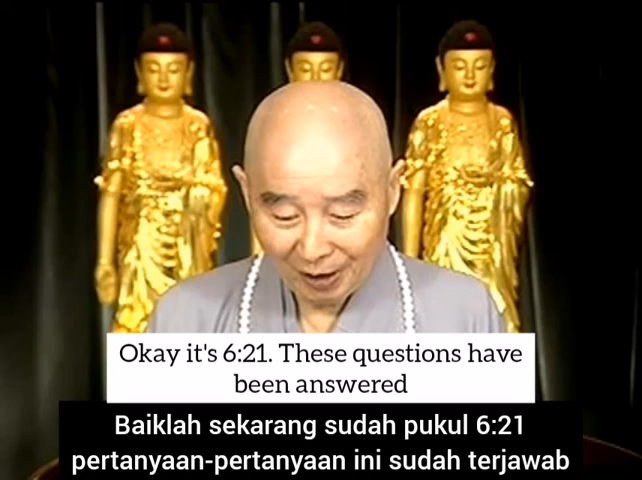 Okay it's 6:21. These questions have
been answered
Baiklah sekarang sudah pukul 6:21
pertanyaan-pertanyaan ini sudah terjawab